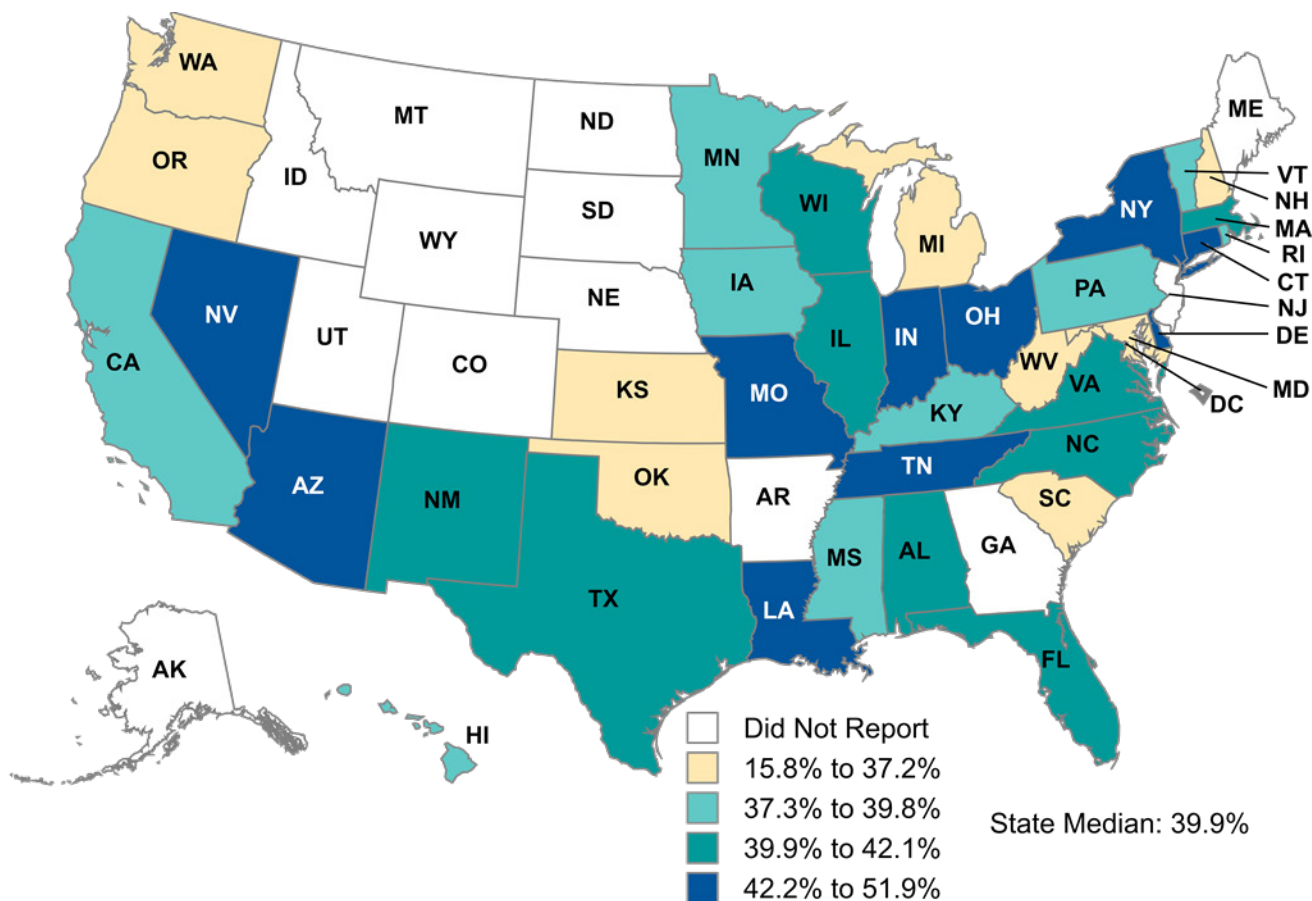 WA
MT
ND
ME
OR
ID
MN
VT
NH
WI
NY
MA
SD
WY
MI
RI
CT
IA
PA
NJ
NE
NV
OH
IN
DE
UT
IL
CA
CO
WV
MD
KS
MO
VA
DC
KY
NC
TN
AZ
OK
NM
AR
SC
MS
AL
GA
TX
LA
FL
AK
HI
Did Not Report
15.8% to 37.2%
37.3% to 39.8%
State Median: 39.9%
39.9% to 42.1%
42.2% to 51.9%